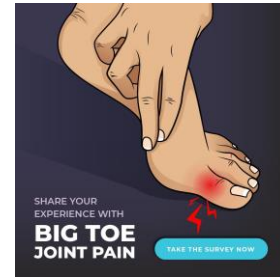 SHARE YOUR
EXPERIENCE WITH
BIG TOE
JOINT PAIN
TAKE THE SURVEY NOW